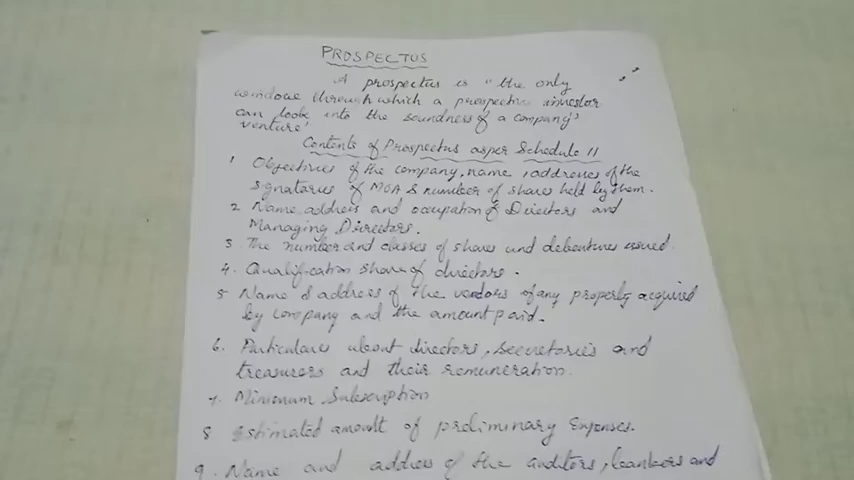 PROSPECTUS
A prospectus is "the only
window through which a prospective investor
can look into the soundness of a company's
venture'
Contents of Prospectus as per Schedule II
1 Objectives of the company, name, addresses of the
signatories of MOA & number of shares held by them.
2 Name, address and occupation of Directors and
Managing Directors.
3. The number and classes of shares and debentures issued.
4. Qualification share of directors.
5 Name & address of the vendors of any property acquired
by company and the amount paid.
6. Particulars about directors, secretories and
treasurers and their remuneration.
7. Minimum Subscription
8 Estimated amount of preliminary Expenses.
9. Name and address of the auditors, bankers and